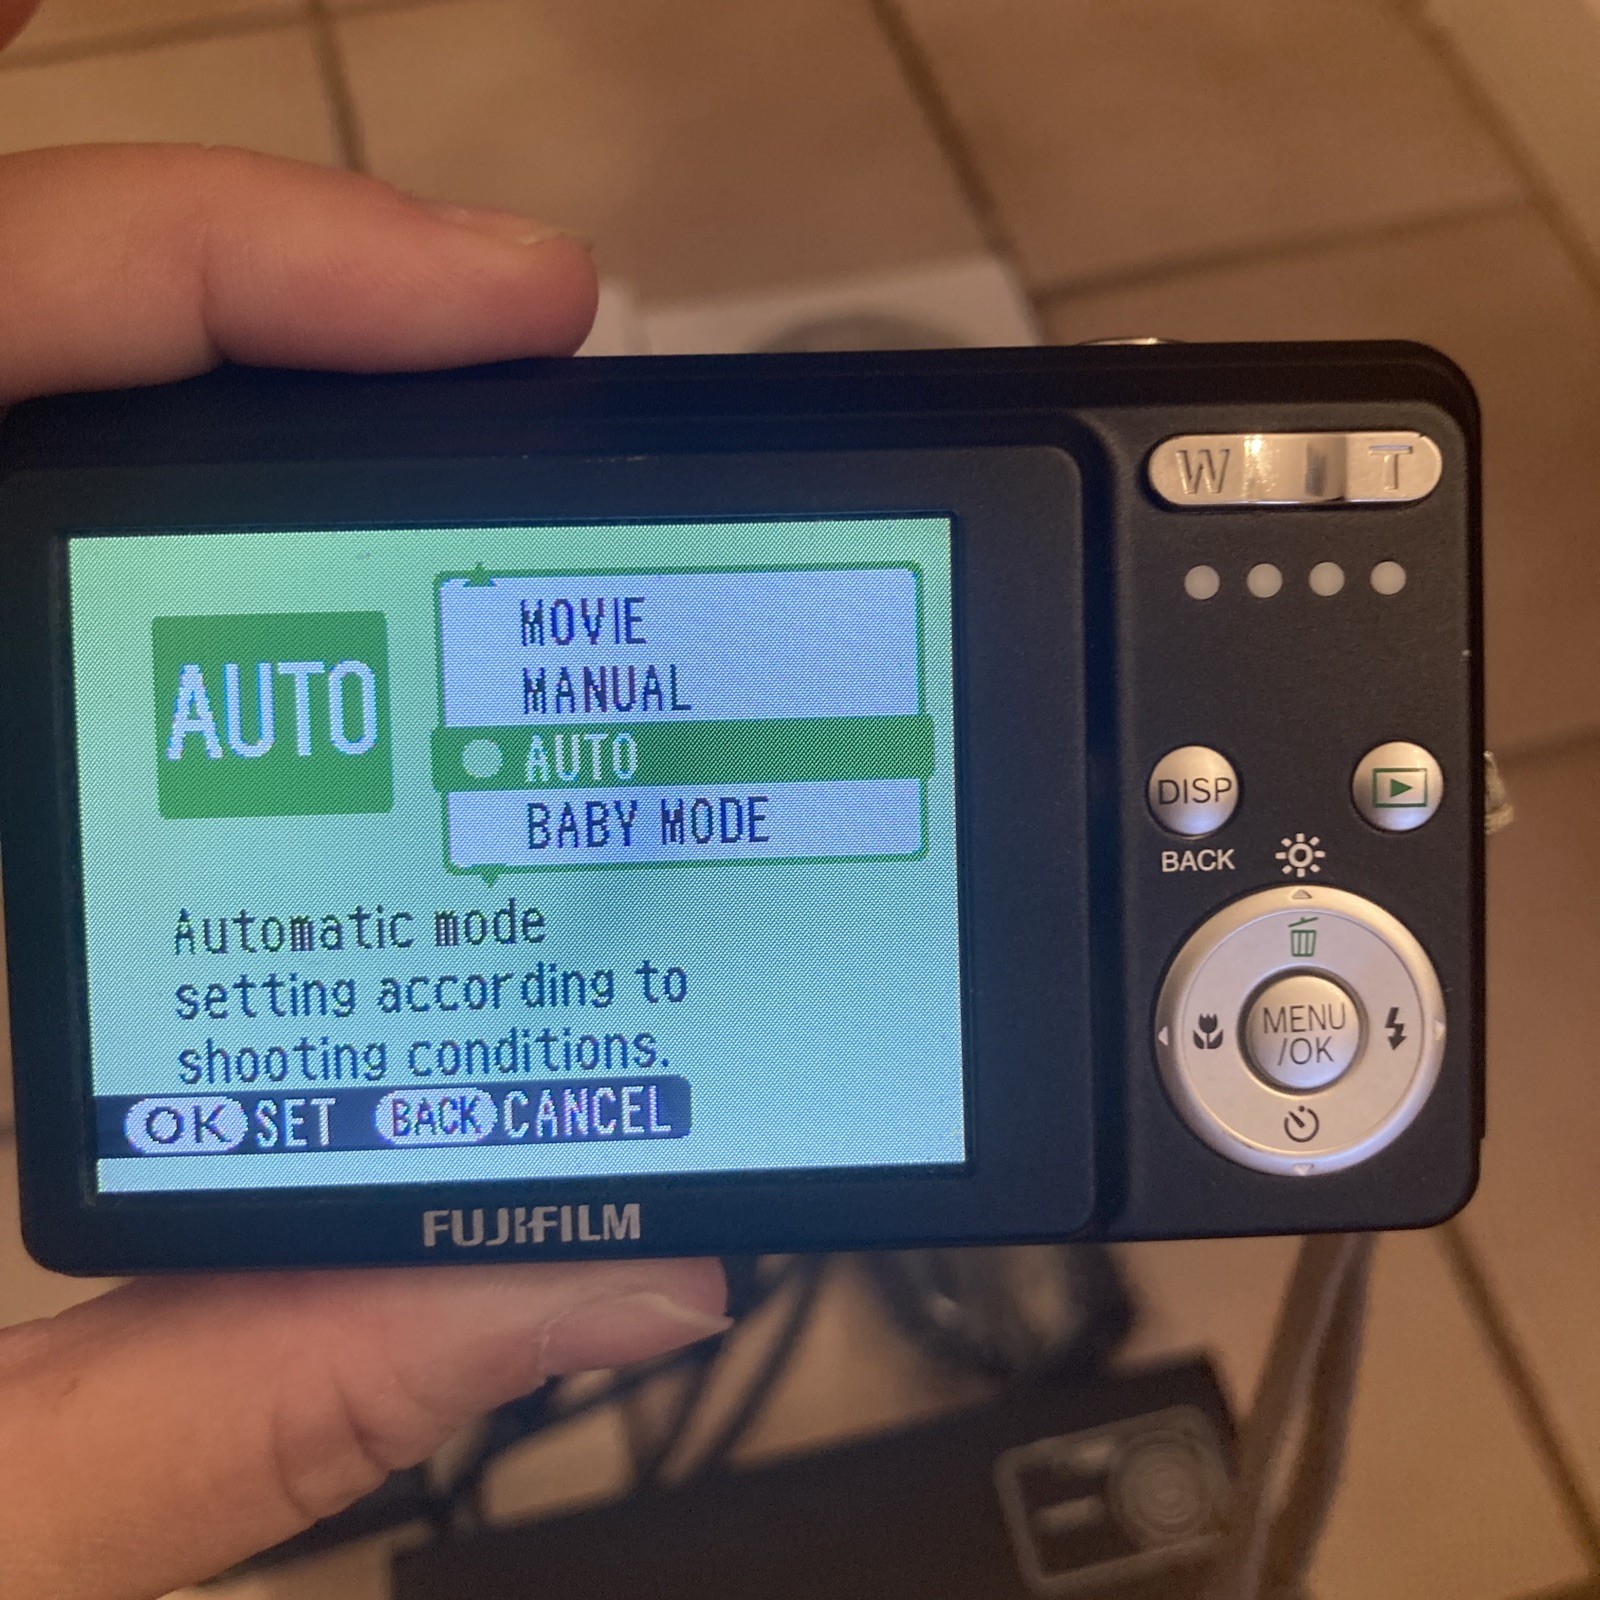 W T
MOVIE
MANUAL
AUTO
AUTO
BABY MODE
DISP
BACK
Automatic mode
setting according to
shooting conditions.
MENU
/OK
OK SET BACK CANCEL
FUJIFILM